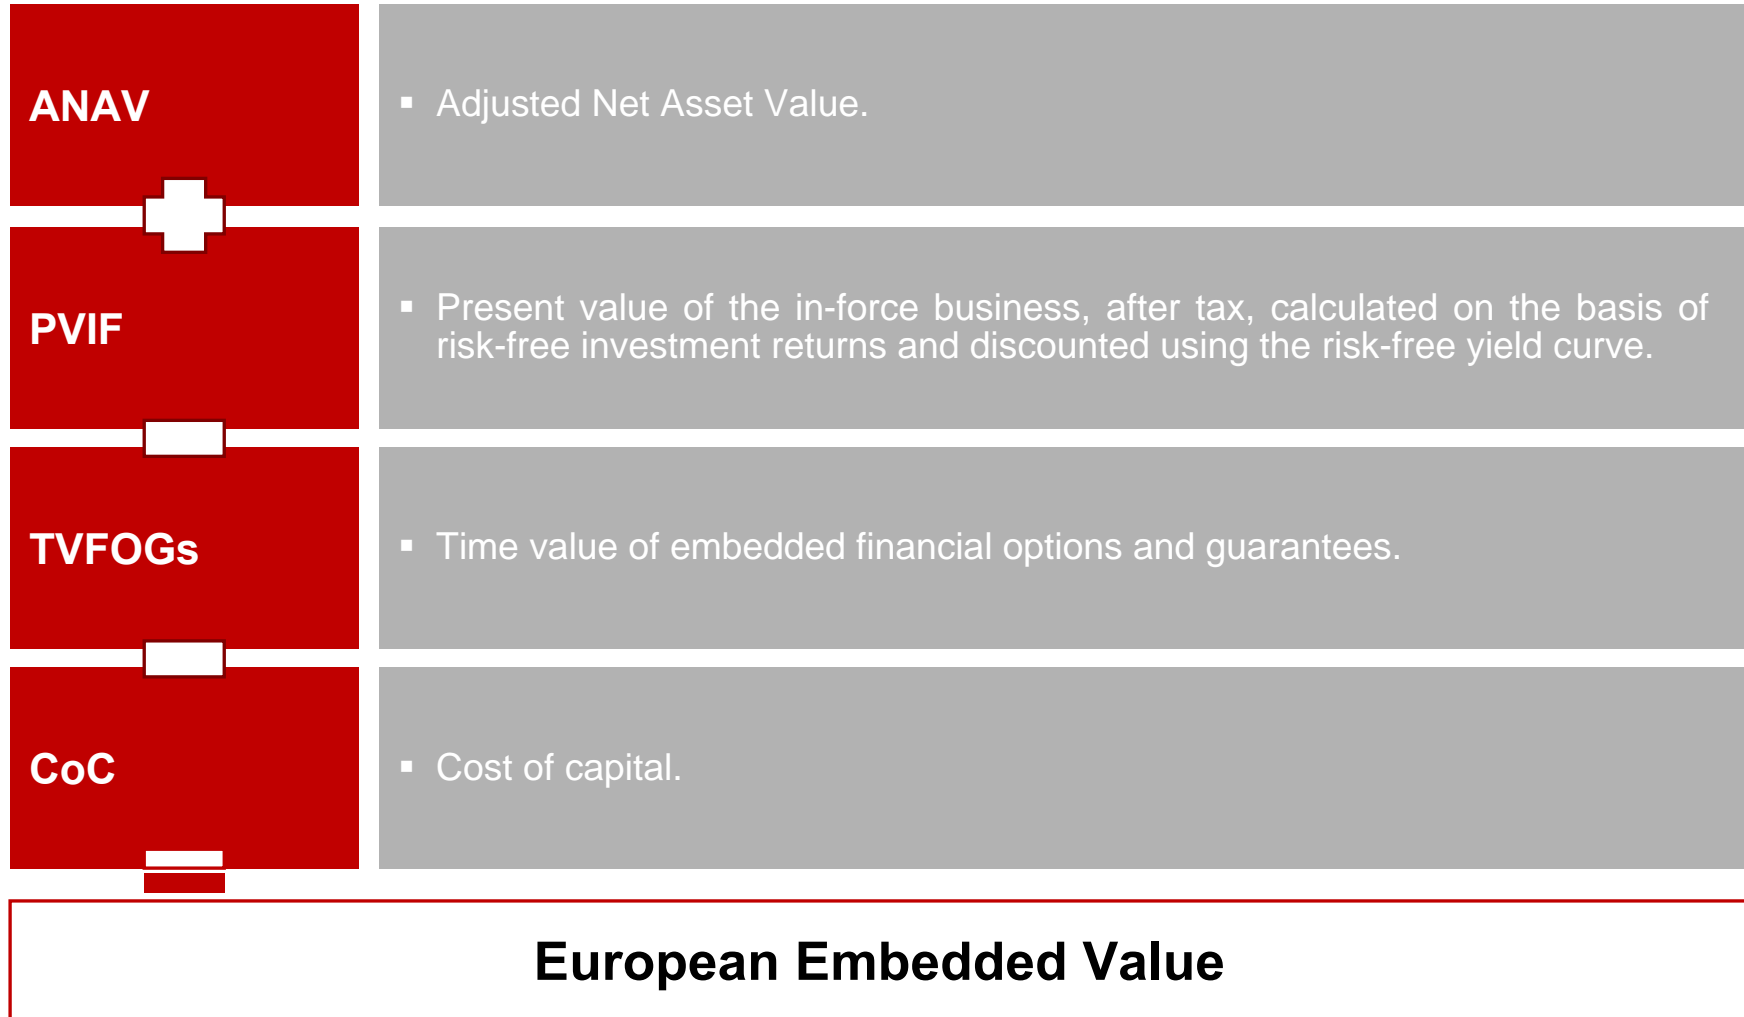 ANAV
▪ Adjusted Net Asset Value.
PVIF
▪ Present value of the in-force business, after tax, calculated on the basis of
risk-free investment returns and discounted using the risk-free yield curve.
TVFOGs
▪ Time value of embedded financial options and guarantees.
CoC
▪ Cost of capital.
European Embedded Value